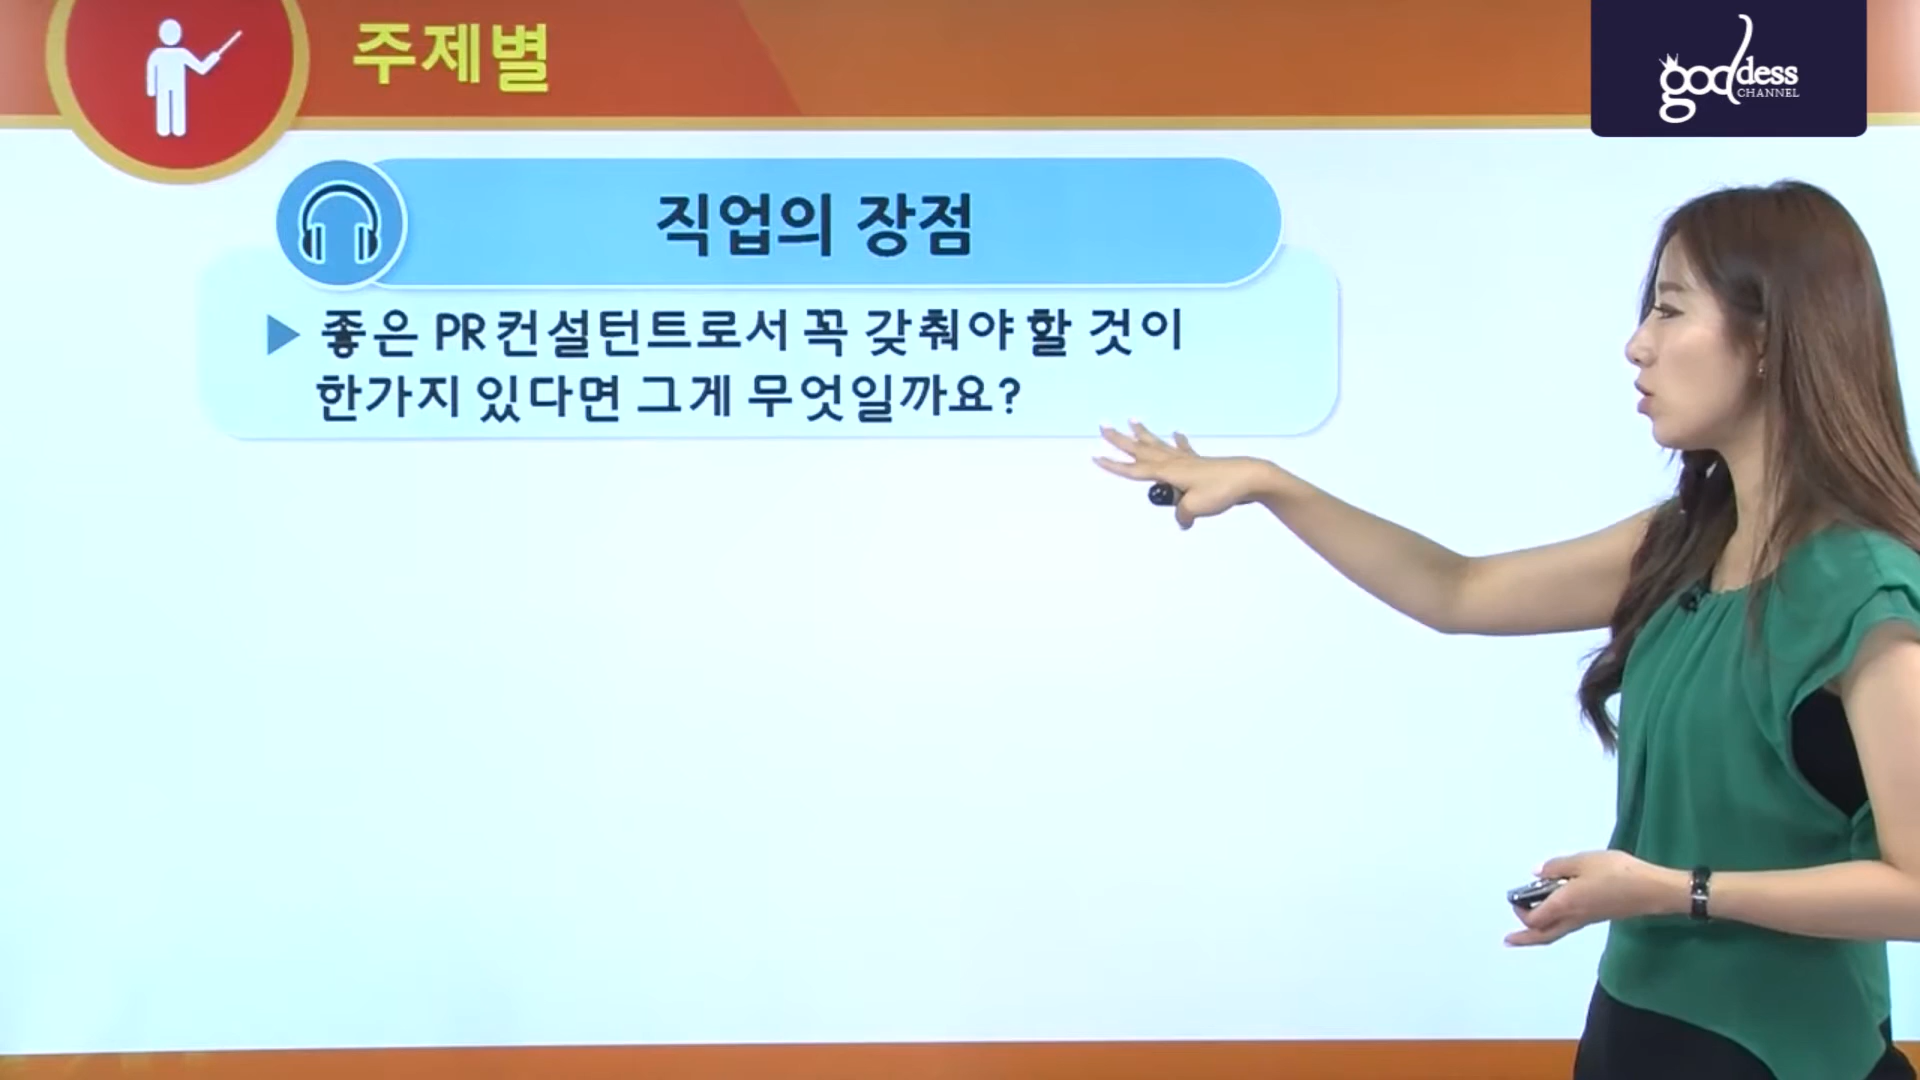 주제별
goddess
CHANNEL
직업의 장점
좋은 PR컨설턴트로서 꼭 갖춰야 할 것이
한가지 있다면 그게 무엇일까요?